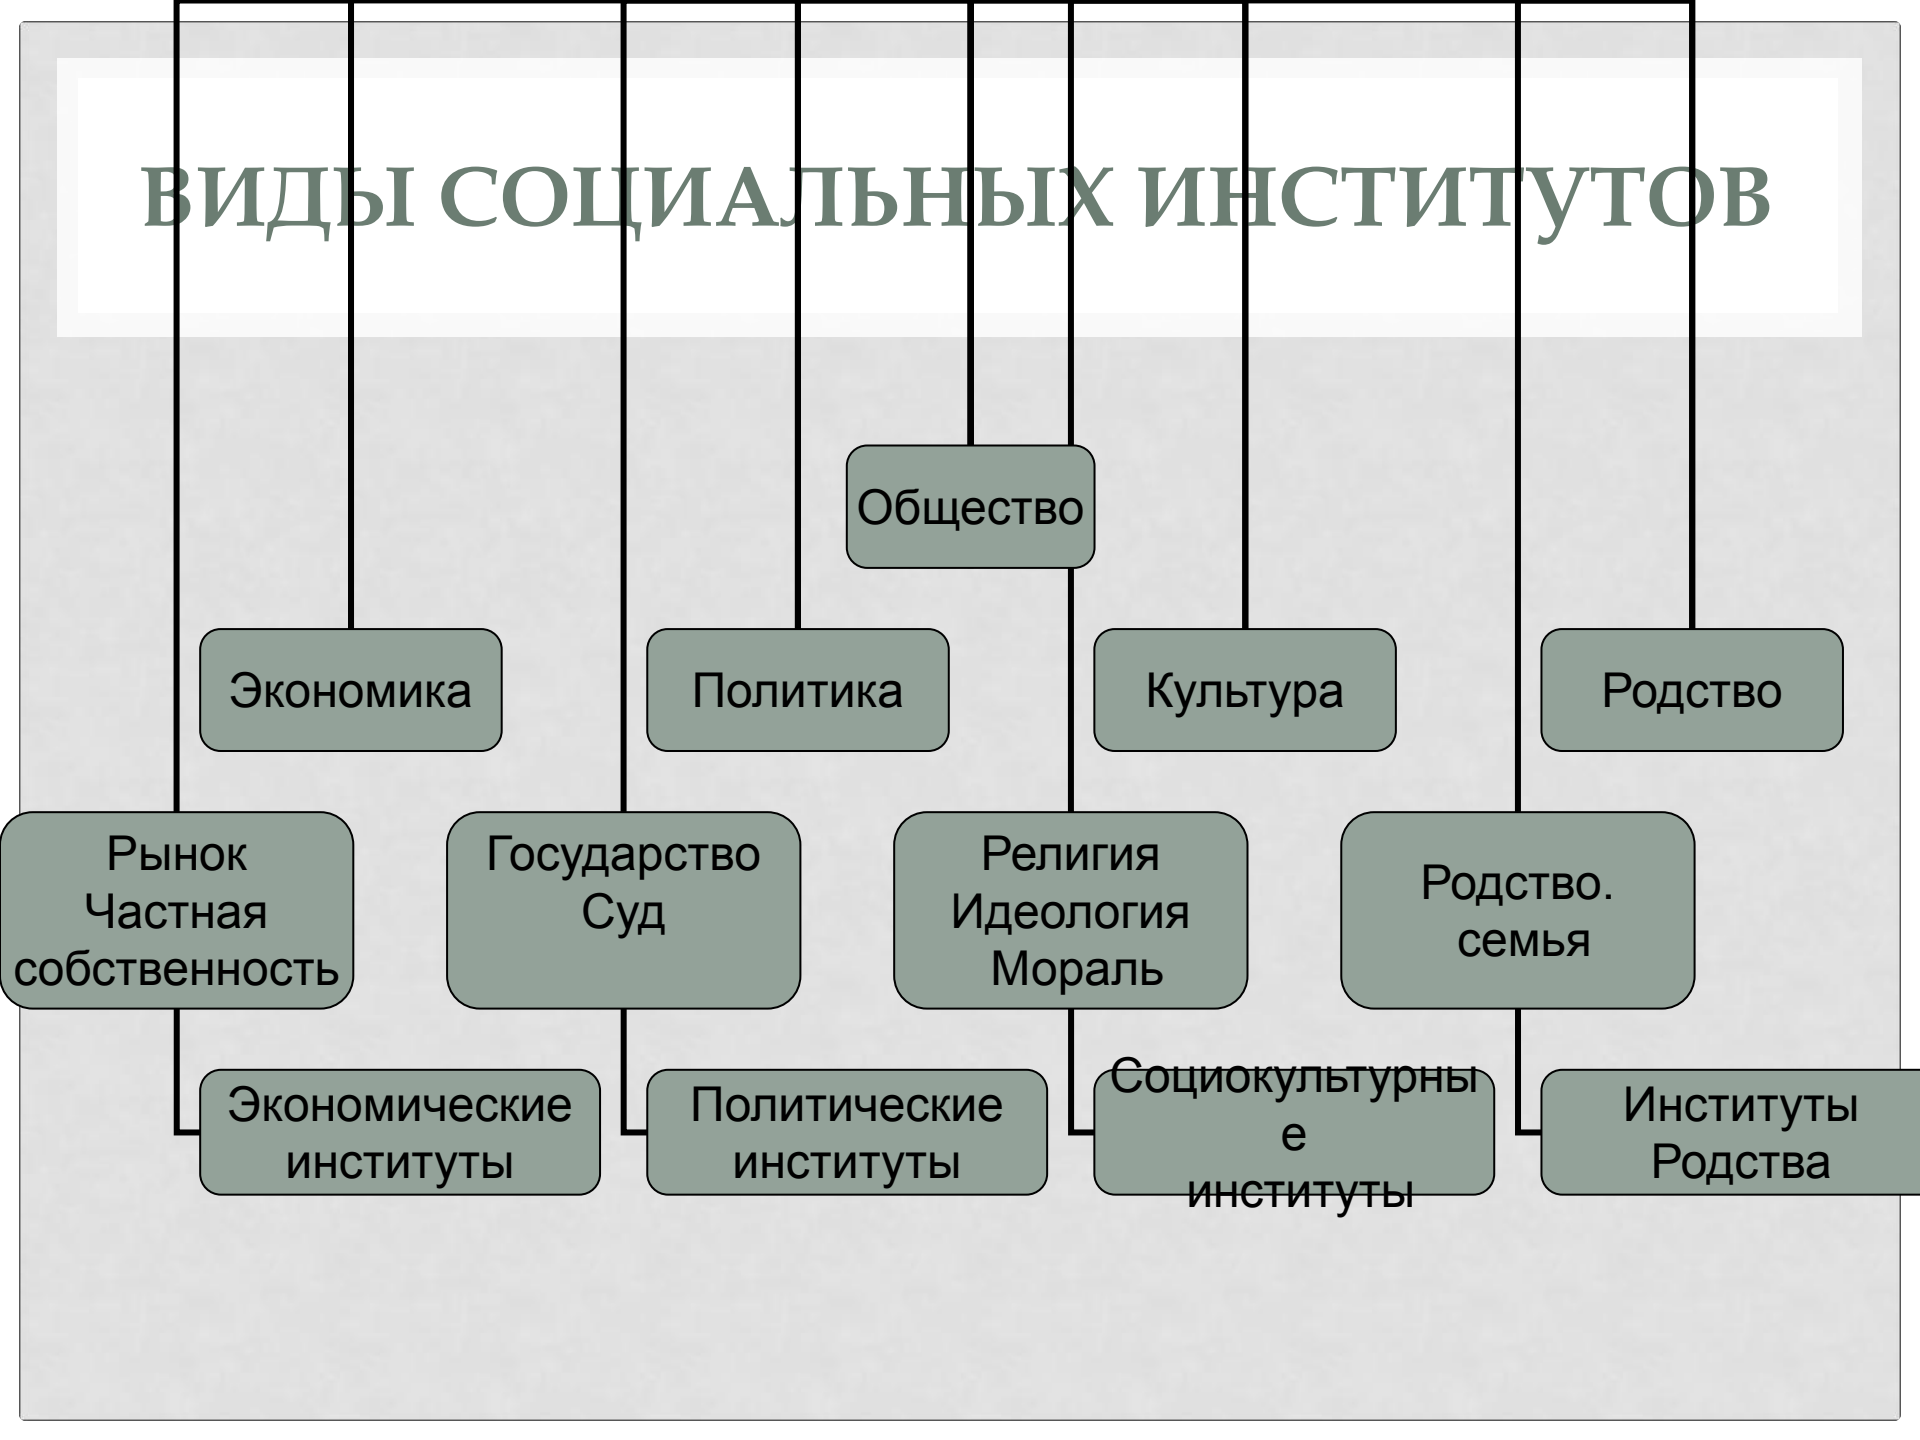 ВИДЫ СОЦИАЛЬНЫХ ИНСТИТУТОВ
Общество
Экономика
Политика
Культура
Родство
Рынок
Частная
собственность
Государство
Суд
Религия
Идеология
Мораль
Родство.
семья
Экономические
институты
Политические
институты
Социокультурны
е
институты
Институты
Родства